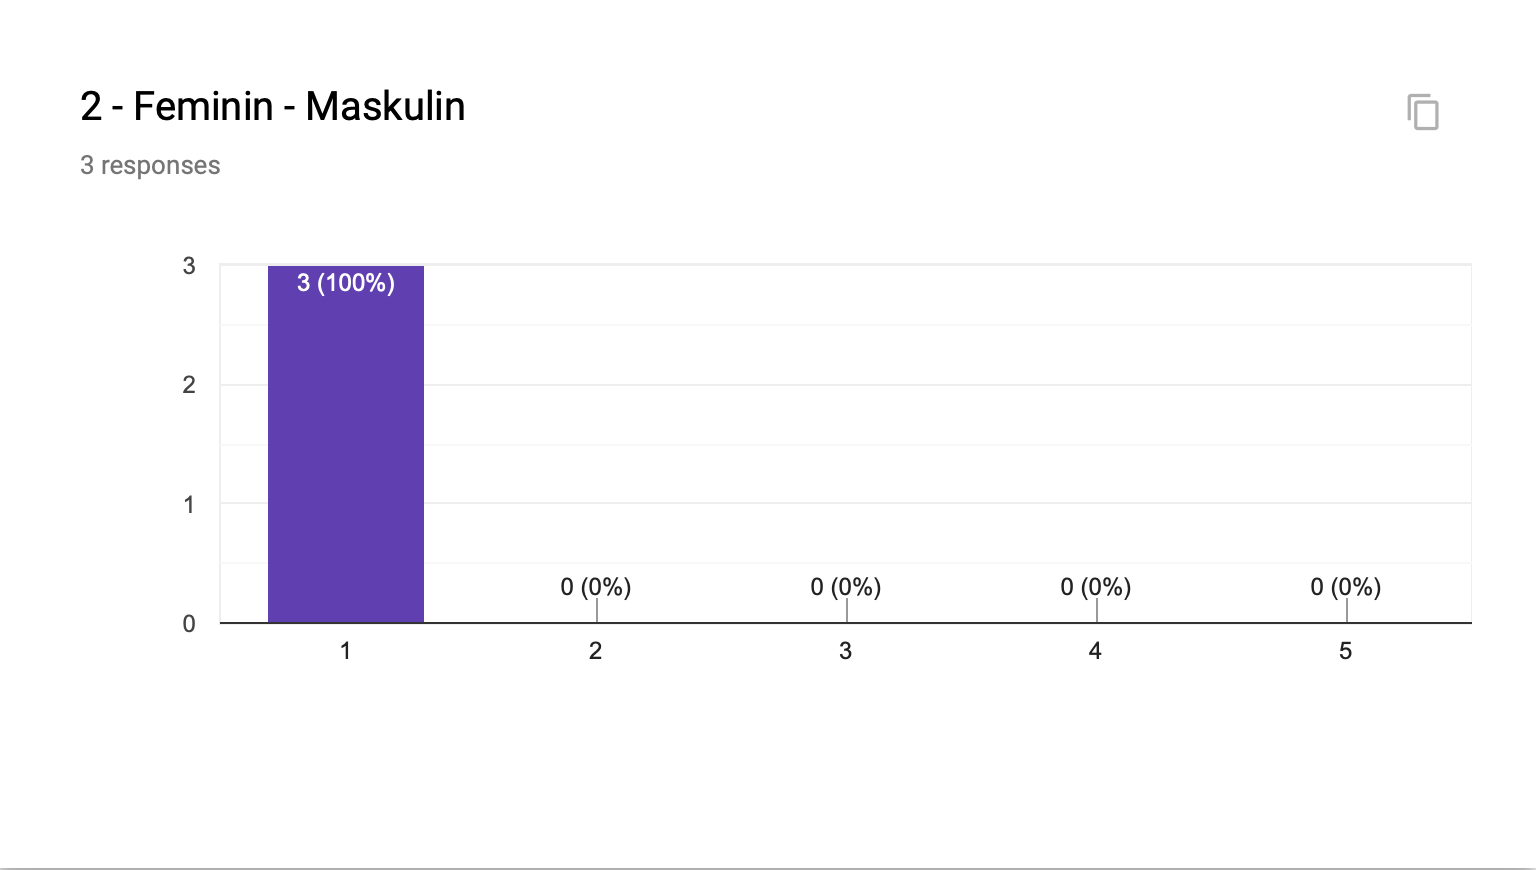 2 - Feminin - Maskulin
3 responses
3
3 (100%)
2
1
0 (0%) 0 (0%) 0 (0%) 0 (0%)
0
1 2 3 4 5